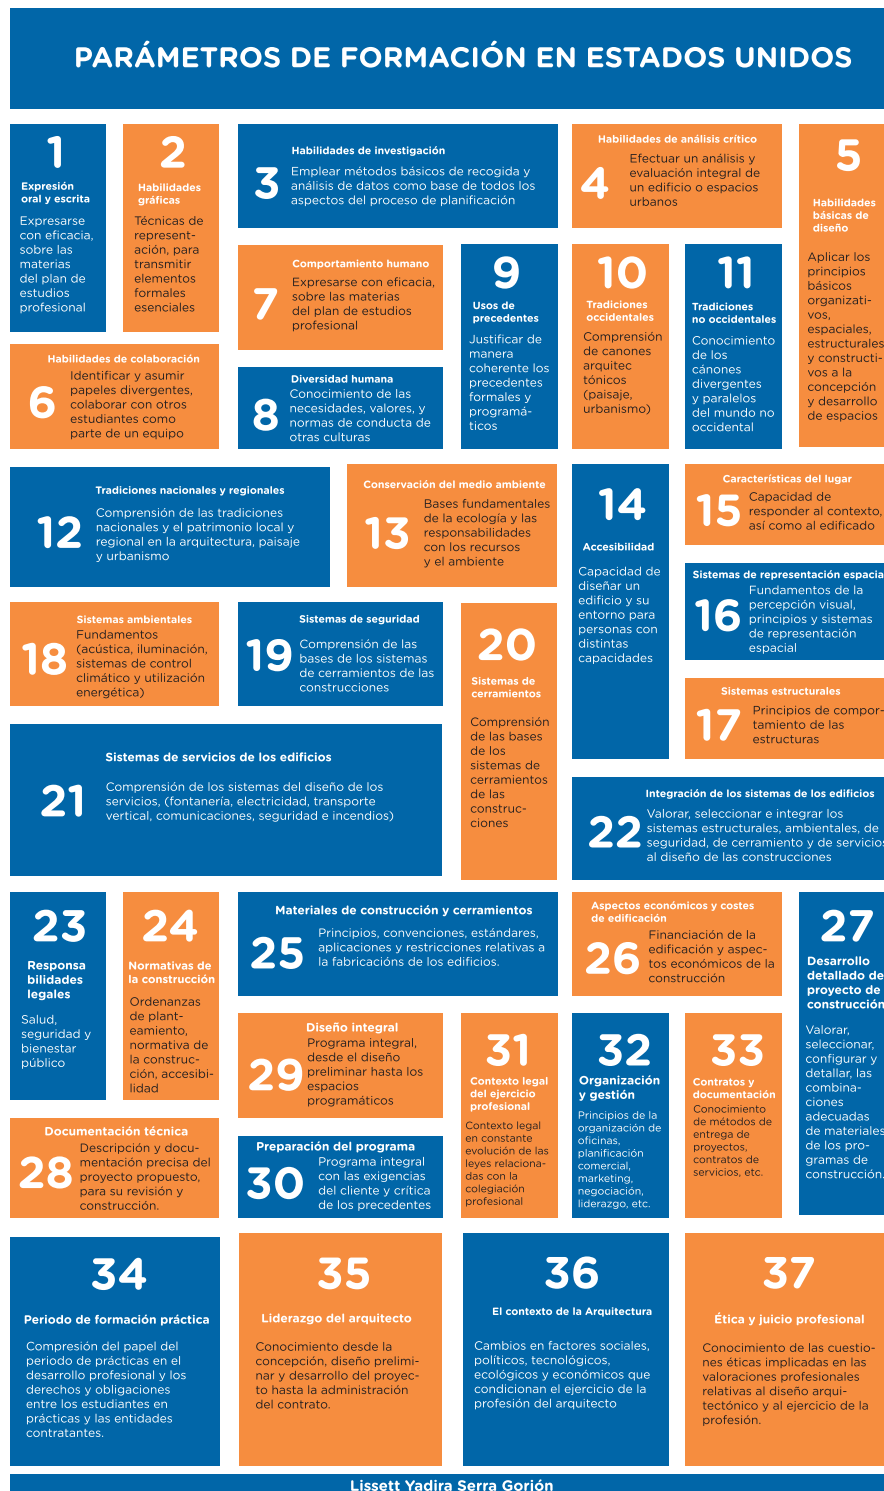 PARÁMETROS DE FORMACIÓN EN ESTADOS UNIDOS
1
Expresión
oral y escrita
Expresarse
con eficacia,
sobre las
materias
del plan de
estudios
profesional
2
Habilidades
gráficas
Técnicas de
represent-
ación, para
transmitir
elementos
formales
esenciales
3
Habilidades de investigación
Emplear métodos básicos de recogida y
análisis de datos como base de todos los
aspectos del proceso de planificación
4
Habilidades de análisis crítico
Efectuar un análisis y
evaluación integral de
un edificio o espacios
urbanos
5
Habilidades
básicas de
diseño
Aplicar los
principios
básicos
organizati-
vos,
espaciales,
estructurales
y constructi-
vos a la
concepción
y desarrollo
de espacios
6
Habilidades de colaboración
Identificar y asumir
papeles divergentes,
colaborar con otros
estudiantes como
parte de un equipo
7
Comportamiento humano
Expresarse con eficacia,
sobre las materias
del plan de estudios
profesional
8
Diversidad humana
Conocimiento de las
necesidades, valores, y
normas de conducta de
otras culturas
9
Usos de
precedentes
Justificar de
manera
coherente los
precedentes
formales y
programá-
ticos
10
Tradiciones
occidentales
Comprensión
de canones
arquitec
tónicos
(paisaje,
urbanismo)
11
Tradiciones
no occidentales
Conocimiento
de los
cánones
divergentes
y paralelos
del mundo no
occidental
12
Tradiciones nacionales y regionales
Comprensión de las tradiciones
nacionales y el patrimonio local y
regional en la arquitectura, paisaje
y urbanismo
13
Conservación del medio ambiente
Bases fundamentales
de la ecología y las
responsabilidades
con los recursos
y el ambiente
14
Accesibilidad
Capacidad de
diseñar un
edificio y su
entorno para
personas con
distintas
capacidades
15
Características del lugar
Capacidad de
responder al contexto,
así como al edificado
16
Sistemas de representación espacia
Fundamentos de la
percepción visual,
principios y sistemas
de representación
espacial
17
Sistemas estructurales
Principios de compor-
tamiento de las
estructuras
18
Sistemas ambientales
Fundamentos
(acústica, iluminación,
sistemas de control
climático y utilización
energética)
19
Sistemas de seguridad
Comprensión de las
bases de los sistemas
de cerramientos de las
construcciones
20
Sistemas de
cerramientos
Comprensión
de las bases
de los
sistemas de
cerramientos
de las
construc-
ciones
21
Sistemas de servicios de los edificios
Comprensión de los sistemas del diseño de los
servicios, (fontanería, electricidad, transporte
vertical, comunicaciones, seguridad e incendios)
22
Integración de los sistemas de los edificios
Valorar, seleccionar e integrar los
sistemas estructurales, ambientales, de
seguridad, de cerramiento y de servicios
al diseño de las construcciones
23
Responsa
bilidades
legales
Salud,
seguridad y
bienestar
público
24
Normativas de
la construcción
Ordenanzas
de plant-
eamiento,
normativa de
la construc-
ción, accesibi-
lidad
25
Materiales de construcción y cerramientos
Principios, convenciones, estándares,
aplicaciones y restricciones relativas a
la fabricacións de los edificios.
26
Aspectos económicos y costes
de edificación
Financiación de la
edificación y aspec-
tos económicos de la
construcción
27
Desarrollo
detallado de
proyecto de
construcción
Valorar,
seleccionar,
configurar y
detallar, las
combina-
ciones
adecuadas
de materiales
de los pro-
gramas de
construcción.
28
Documentación técnica
Descripción y docu-
mentación precisa del
proyecto propuesto,
para su revisión y
construcción.
29
Diseño integral
Programa integral,
desde el diseño
preliminar hasta los
espacios
programáticos
30
Preparación del programa
Programa integral
con las exigencias
del cliente y crítica
de los precedentes
31
Contexto legal
del ejercicio
profesional
Contexto legal
en constante
evolución de las
leyes relaciona-
das con la
colegiación
profesional
32
Organización
y gestión
Principios de la
organización de
oficinas,
planificación
comercial,
marketing,
negociación,
liderazgo, etc.
33
Contratos y
documentación
Conocimiento
de métodos de
entrega de
proyectos,
contratos de
servicios, etc.
34
Periodo de formación práctica
Compresión del papel del
periodo de prácticas en el
desarrollo profesional y los
derechos y obligaciones
entre los estudiantes en
prácticas y las entidades
contratantes.
35
Liderazgo del arquitecto
Conocimiento desde la
concepción, diseño prelimi-
nar y desarrollo del proyec-
to hasta la administración
del contrato.
36
El contexto de la Arquitectura
Cambios en factores sociales,
políticos, tecnológicos,
ecológicos y económicos que
condicionan el ejercicio de la
profesión del arquitecto
37
Ética y juicio profesional
Conocimiento de las cuestio-
nes éticas implicadas en las
valoraciones profesionales
relativas al diseño arqui-
tectónico y al ejercicio de la
profesión.
Lissett Yadira Serra Gorión